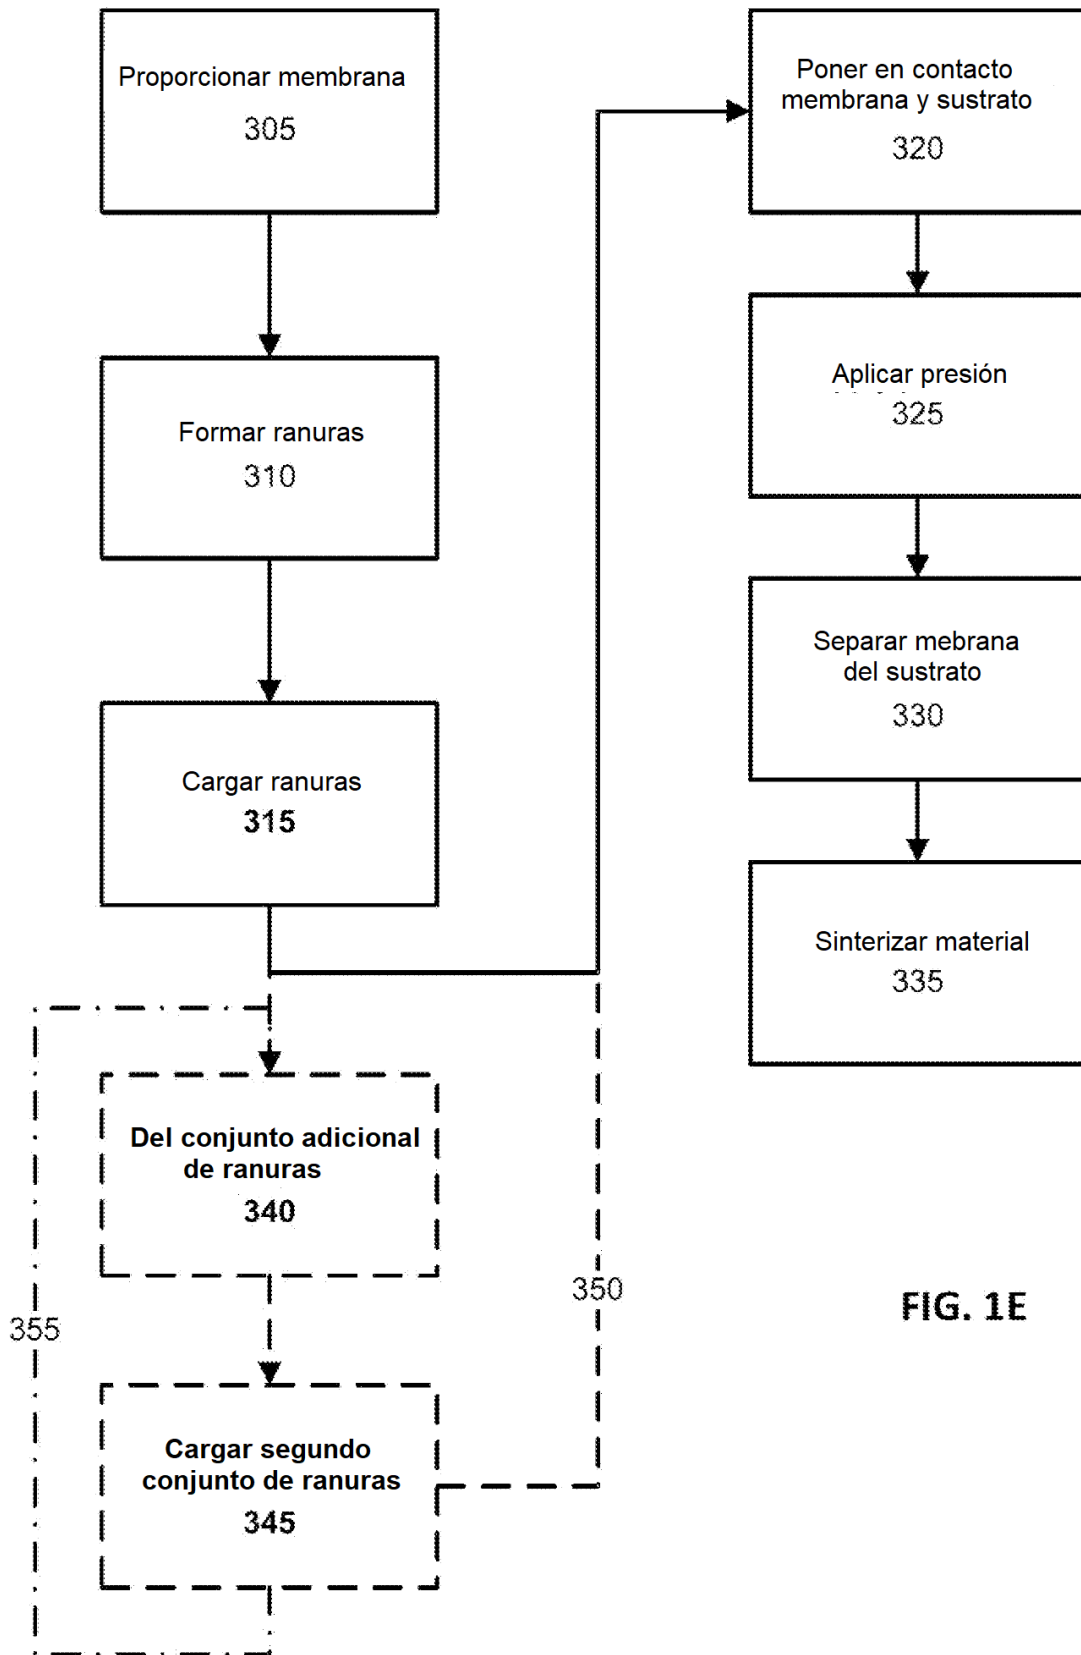 Proporcionar membrana
305
Formar ranuras
310
Cargar ranuras
315
Del conjunto adicional
de ranuras
340
Cargar segundo
conjunto de ranuras
345
355
350
Poner en contacto
membrana y sustrato
320
Aplicar presión
325
Separar mebrana
del sustrato
330
Sinterizar material
335
FIG. 1E